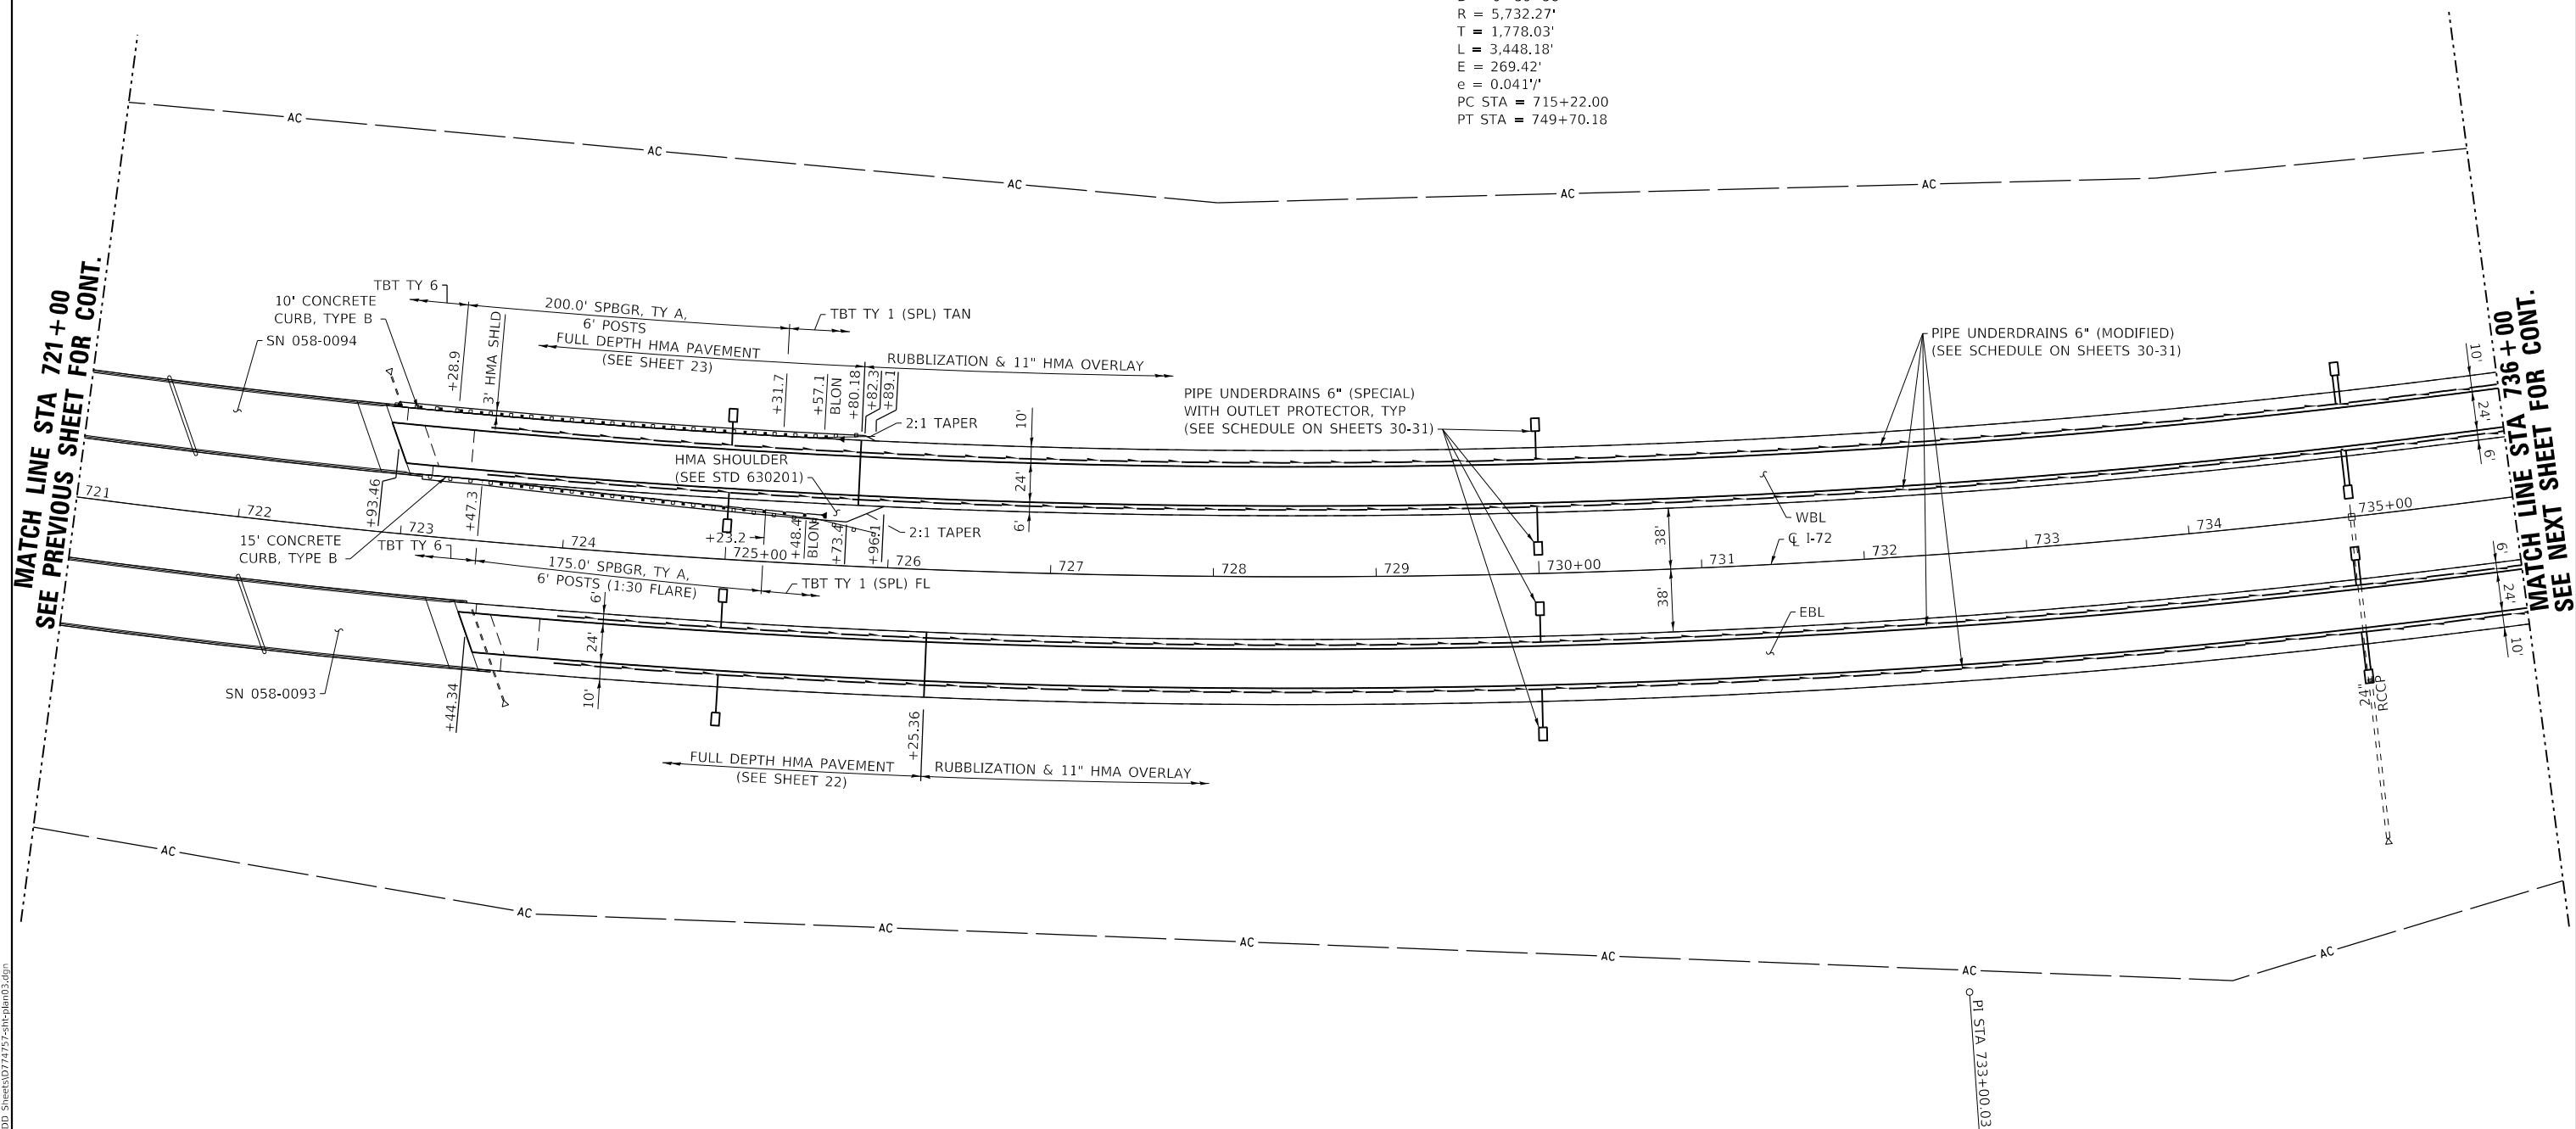 R = 5,732.27'
T = 1,778.03'
L = 3,448.18'
E = 269.42'
e = 0.041'/'
PC STA = 715+22.00
PT STA = 749+70.18
AC
AC
AC
AC
AC
MATCH LINE STA 721+00
SEE PREVIOUS SHEET FOR CONT.
MATCH LINE STA 736+00
SEE NEXT SHEET FOR CONT.
TBT TY 6
10' CONCRETE
CURB, TYPE B
SN 058-0094
+28.9
3' HMA SHLD
200.0' SPBGR, TY A,
6' POSTS
TBT TY 1 (SPL) TAN
FULL DEPTH HMA PAVEMENT
(SEE SHEET 23)
RUBBLIZATION & 11" HMA OVERLAY
+31.7
+57.1
BLON
+80.18
+82.3
+89.1
2:1 TAPER
HMA SHOULDER
(SEE STD 630201)
10'
24'
6'
PIPE UNDERDRAINS 6" (SPECIAL)
WITH OUTLET PROTECTOR, TYP
(SEE SCHEDULE ON SHEETS 30-31)
PIPE UNDERDRAINS 6" (MODIFIED)
(SEE SCHEDULE ON SHEETS 30-31)
10'
24'
6'
WBL
℄ I-72
38'
38'
721
722
723
724
725+00
726
727
728
729
730+00
731
732
733
734
735+00
+93.46
+47.3
+23.2
+48.4
BLON
+73.4
+96.1
2:1 TAPER
15' CONCRETE
CURB, TYPE B
TBT TY 6
175.0' SPBGR, TY A,
6' POSTS (1:30 FLARE)
TBT TY 1 (SPL) FL
6'
24'
10'
EBL
6'
24'
10'
SN 058-0093
+44.34
+25.36
FULL DEPTH HMA PAVEMENT
(SEE SHEET 22)
RUBBLIZATION & 11" HMA OVERLAY
24"
RCCP
AC
AC
AC
AC
AC
AC
AC
PI STA 733+00.03
DD Sheets\D774757-sht-plan03.dgn